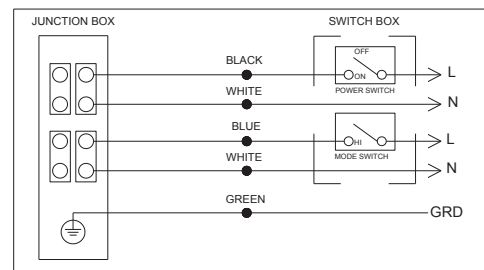 JUNCTION BOX
SWITCH BOX
BLACK
OFF
ON
L
POWER SWITCH
WHITE
N
BLUE
HI
L
MODE SWITCH
WHITE
N
GREEN
GRD